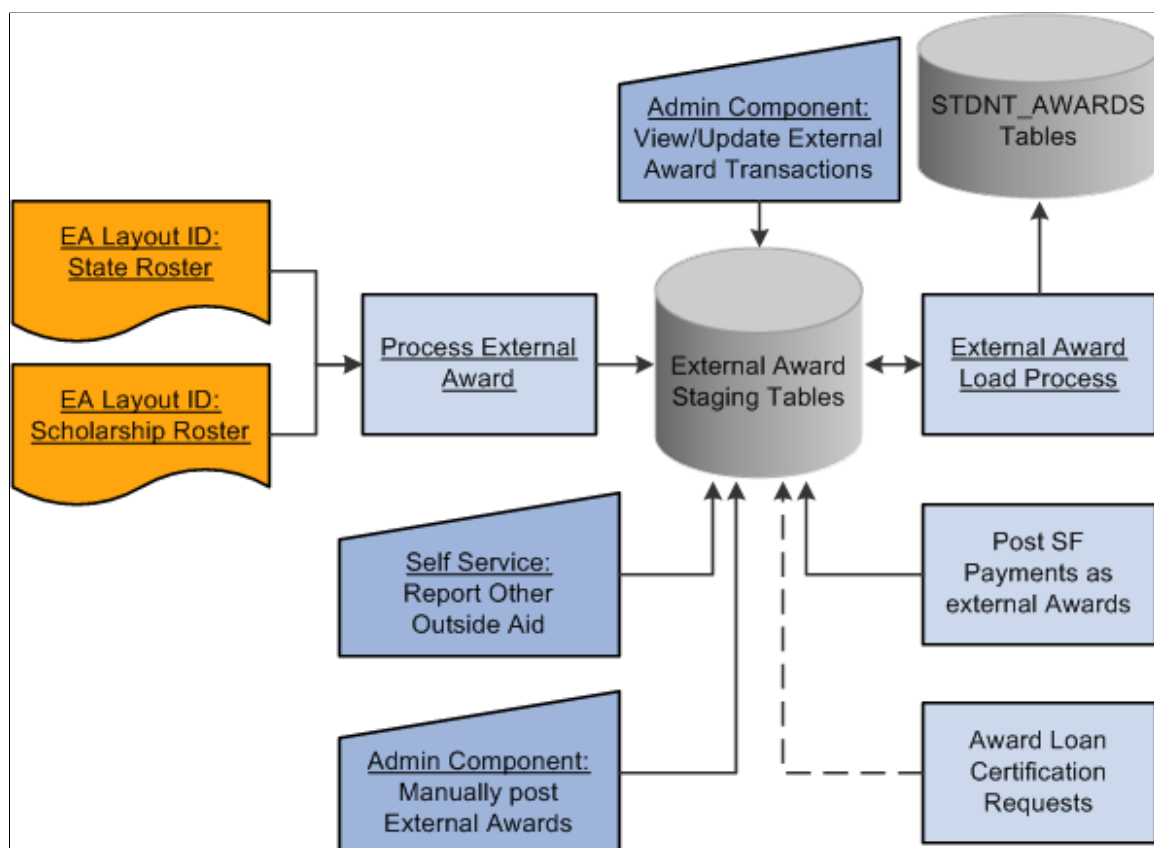 Admin Component:
View/Update External
Award Transactions
STDNT_AWARDS
Tables
EA Layout ID:
State Roster
EA Layout ID:
Scholarship Roster
Process External
Award
External Award
Staging Tables
External Award
Load Process
Self Service:
Report Other
Outside Aid
Post SF
Payments as
external Awards
Admin Component:
Manually post
External Awards
Award Loan
Certification
Requests